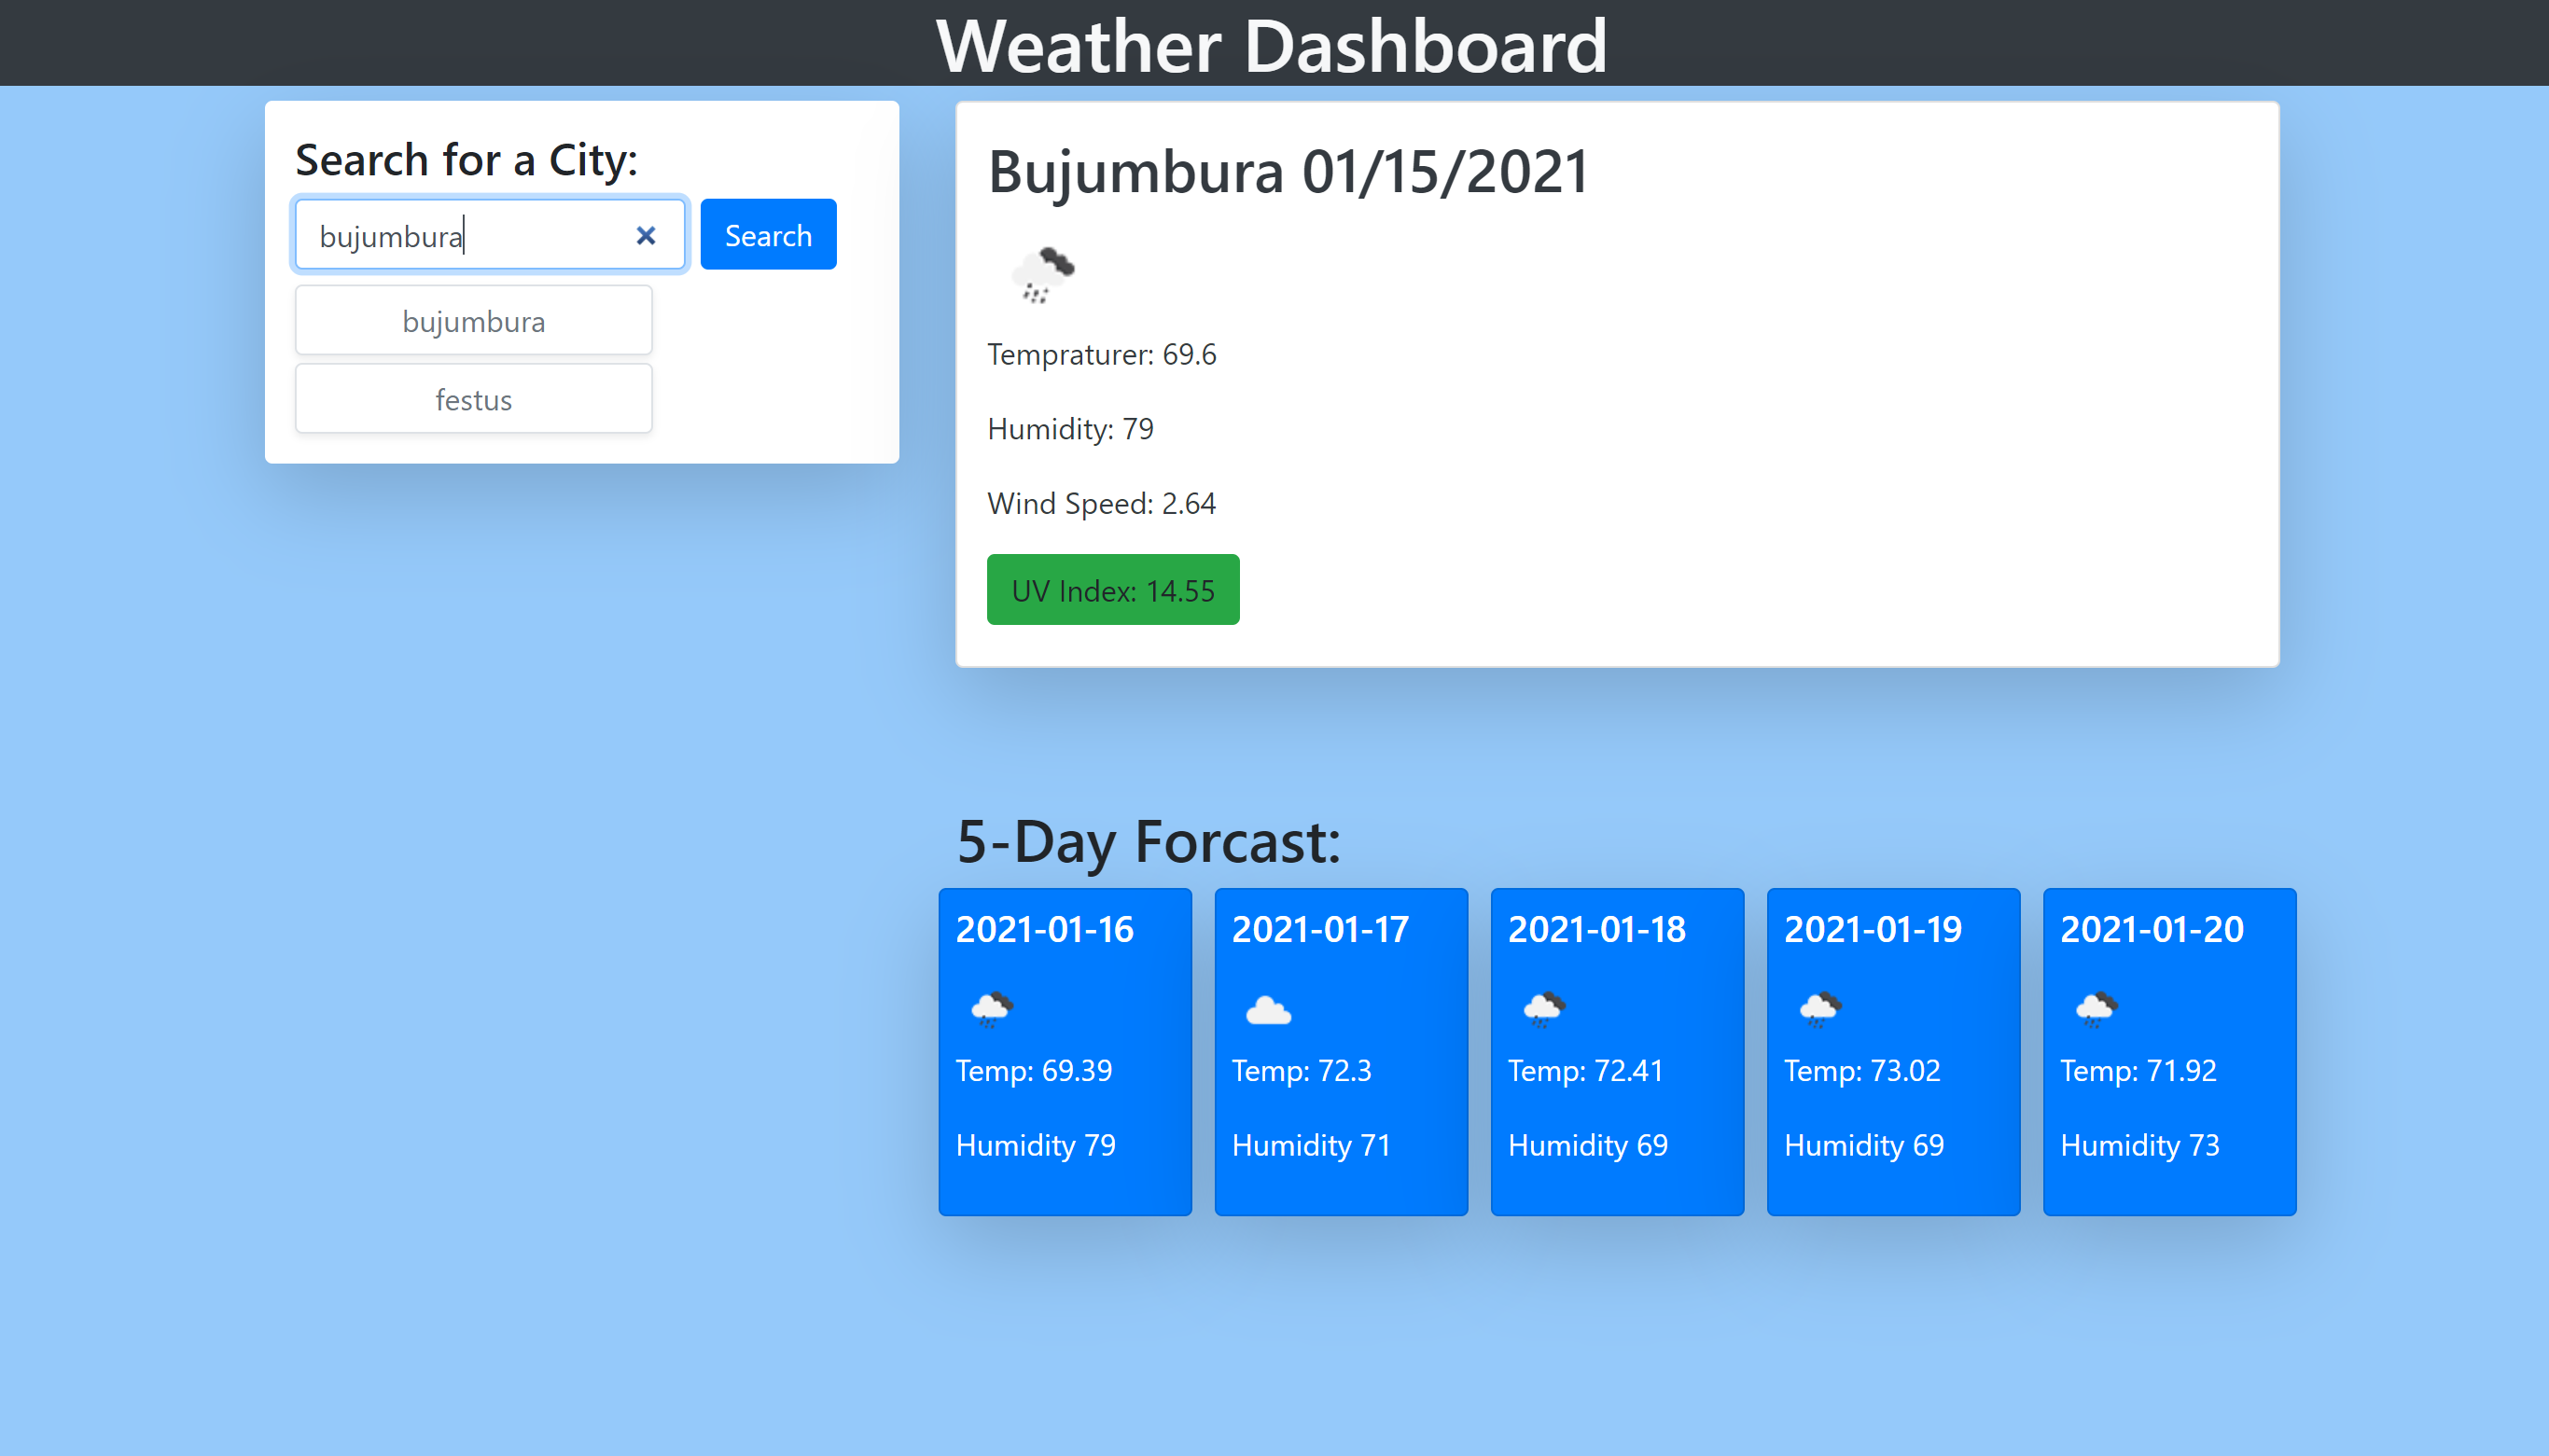 Weather Dashboard
Search for a City:
bujumbura
Search
bujumbura
festus
Bujumbura 01/15/2021
Tempraturer: 69.6
Humidity: 79
Wind Speed: 2.64
UV Index: 14.55
5-Day Forcast:
2021-01-16
Temp: 69.39
Humidity 79
2021-01-17
Temp: 72.3
Humidity 71
2021-01-18
Temp: 72.41
Humidity 69
2021-01-19
Temp: 73.02
Humidity 69
2021-01-20
Temp: 71.92
Humidity 73